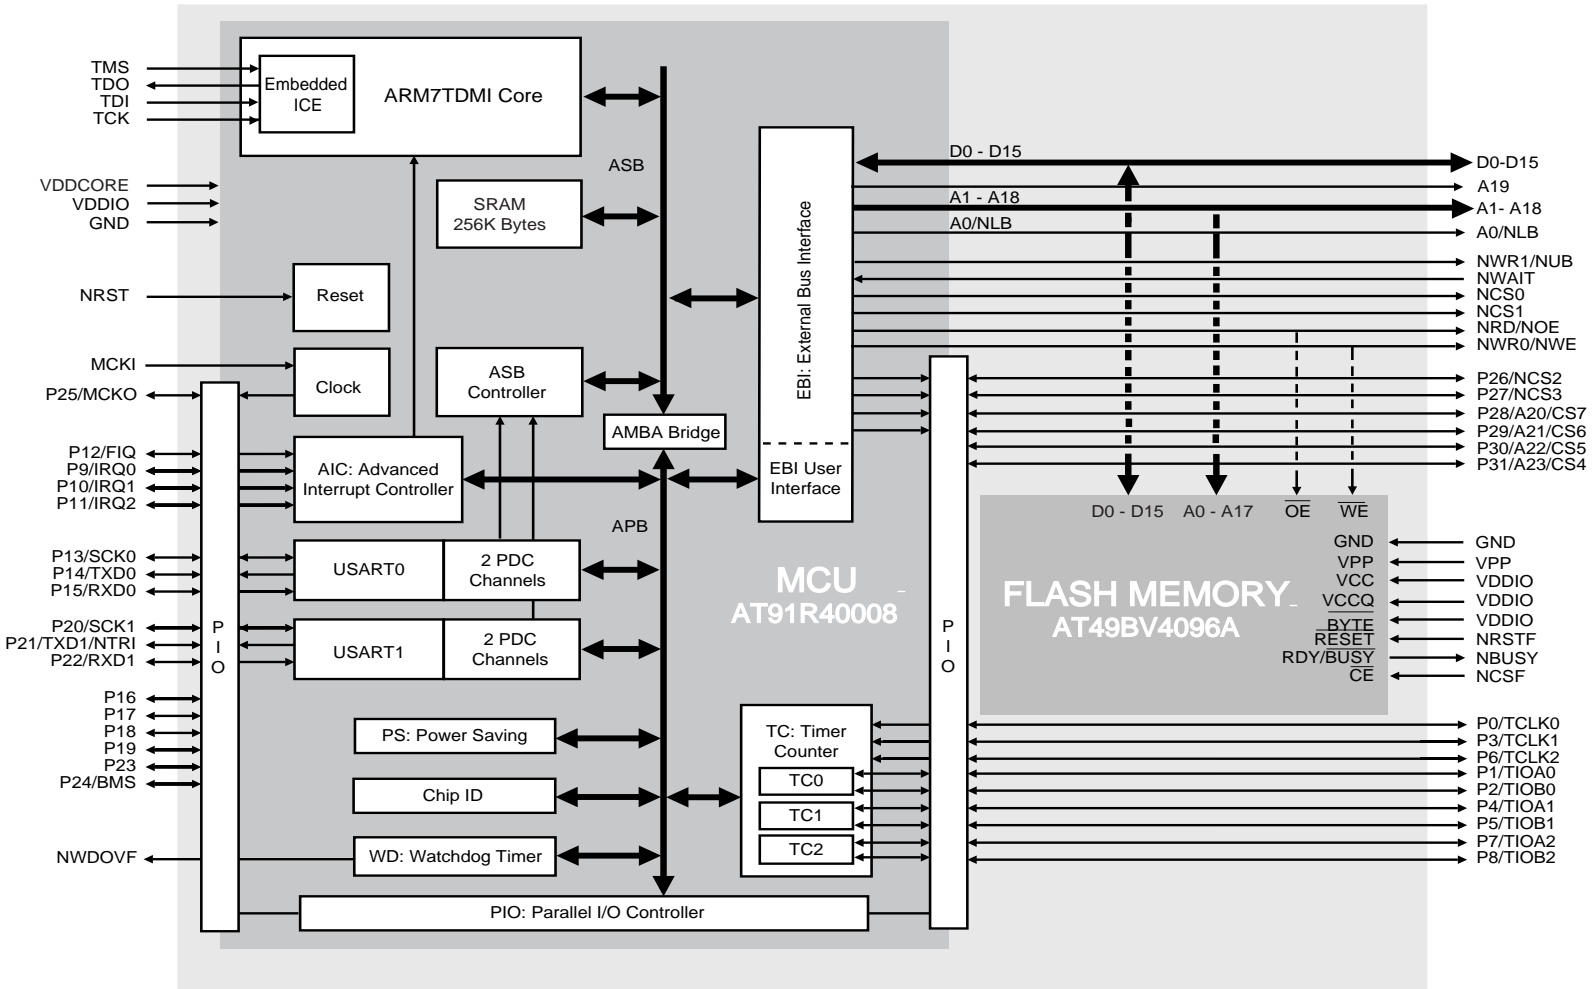 TMS
TDO
TDI
TCK
Embedded
ICE
ARM7TDMI Core
ASB
VDDCORE
VDDIO
GND
SRAM
256K Bytes
NRST
Reset
MCKI
P25/MCKO
Clock
ASB
Controller
AMBA Bridge
EBI: External Bus Interface
EBI User
Interface
D0 - D15
A1 - A18
A0/NLB
D0-D15
A19
A1- A18
A0/NLB
NWR1/NUB
NWAIT
NCS0
NCS1
NRD/NOE
NWR0/NWE
P26/NCS2
P27/NCS3
P28/A20/CS7
P29/A21/CS6
P30/A22/CS5
P31/A23/CS4
P12/FIQ
P9/IRQ0
P10/IRQ1
P11/IRQ2
AIC: Advanced
Interrupt Controller
APB
P13/SCK0
P14/TXD0
P15/RXD0
USART0
2 PDC
Channels
P20/SCK1
P21/TXD1/NTRI
P22/RXD1
USART1
2 PDC
Channels
P
I
O
MCU
AT91R40008
P
I
O
D0 - D15
A0 - A17
OE
WE
FLASH MEMORY
AT49BV4096A
GND
VPP
VCC
VCCQ
BYTE
RESET
RDY/BUSY
CE
GND
VPP
VDDIO
VDDIO
VDDIO
NRSTF
NBUSY
NCSF
P16
P17
P18
P19
P23
P24/BMS
PS: Power Saving
Chip ID
NWDOVF
WD: Watchdog Timer
TC: Timer
Counter
TC0
TC1
TC2
P0/TCLK0
P3/TCLK1
P6/TCLK2
P1/TIOA0
P2/TIOB0
P4/TIOA1
P5/TIOB1
P7/TIOA2
P8/TIOB2
PIO: Parallel I/O Controller